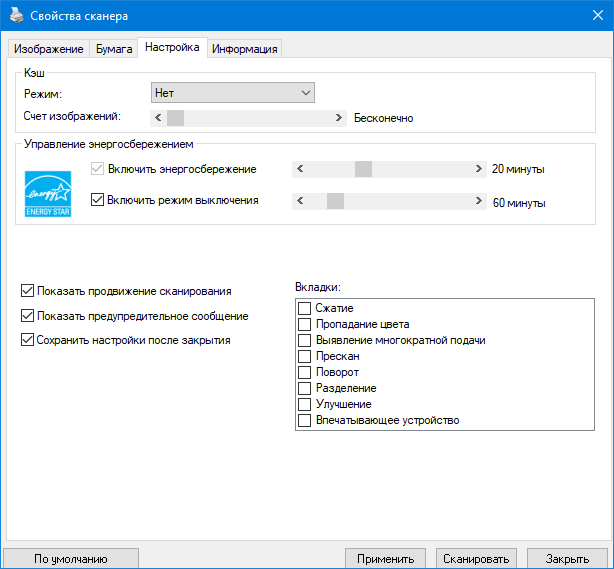 Свойства сканера
Изображение Бумага Настройка Информация
Кэш
Режим: Нет
Счет изображений: Бесконечно
Управление энергосбережением
Включить энергосбережение 20 минуты
Включить режим выключения 60 минуты
energy
ENERGY STAR
Показать продвижение сканирования
Показать предупредительное сообщение
Сохранить настройки после закрытия
Вкладки:
Сжатие
Пропадание цвета
Выявление многократной подачи
Прескан
Поворот
Разделение
Улучшение
Впечатывающее устройство
По умолчанию Применить Сканировать Закрыть